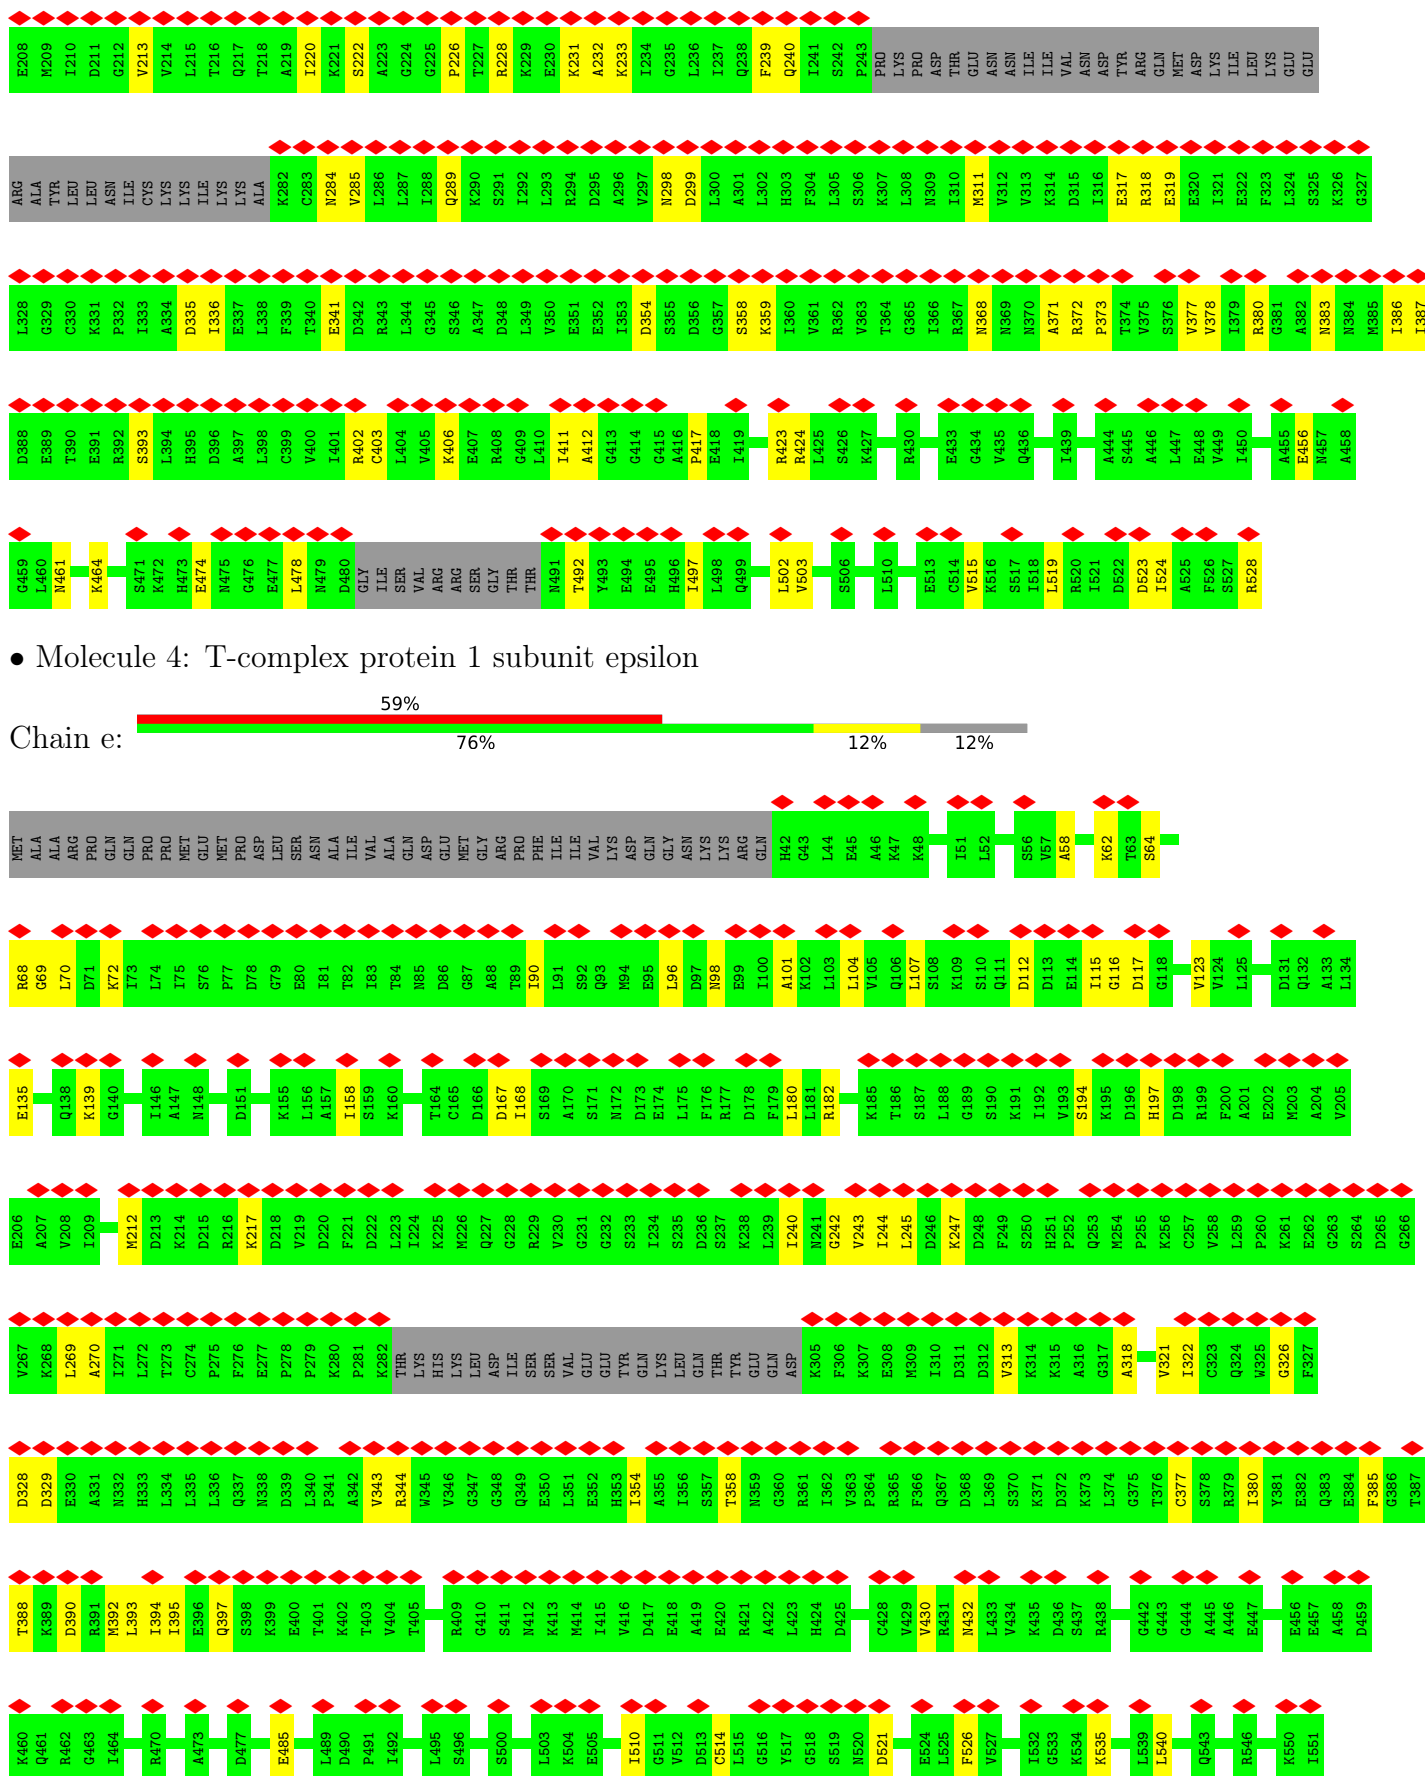 E208 M209 I210 D211 G212 V213 V214 L215 T216 Q217 T218 A219 I220 K221 S222 A223 G224 G225 P226 T227 R228 K229 E230 K231 A232 K233 I234 G235 L236 I237 Q238 F239 Q240 I241 S242 P243 PRO LYS PRO ASP THR GLU ASN ASN ILE ILE VAL ASN ASP TYR ARG GLN MET ASP LYS ILE LEU LYS GLU GLU
ARG ALA TYR LEU LEU ASN ILE CYS LYS LYS ILE LYS LYS ALA K282 C283 N284 V285 L286 L287 I288 Q289 K290 S291 I292 L293 R294 D295 A296 V297 N298 D299 L300 A301 L302 H303 F304 L305 S306 K307 L308 N309 I310 M311 V312 V313 K314 D315 I316 E317 R318 E319 E320 I321 E322 F323 L324 S325 K326 G327
L328 G329 C330 K331 P332 I333 A334 D335 I336 E337 L338 F339 T340 E341 D342 R343 L344 G345 S346 A347 D348 L349 V350 E351 E352 I353 D354 S355 D356 G357 S358 K359 I360 V361 R362 V363 T364 G365 I366 R367 N368 N369 N370 A371 R372 P373 T374 V375 S376 V377 V378 I379 R380 G381 A382 N383 N384 M385 I386 I387
D388 E389 T390 E391 R392 S393 L394 H395 D396 A397 L398 C399 V400 I401 R402 C403 L404 V405 K406 E407 R408 G409 L410 I411 A412 G413 G414 G415 A416 P417 E418 I419 R423 R424 L425 S426 K427 R430 E433 G434 V435 Q436 I439 A444 S445 A446 L447 E448 V449 I450 A455 E456 N457 A458
G459 L460 N461 K464 S471 K472 H473 E474 N475 G476 E477 L478 N479 D480 GLY ILE SER VAL ARG ARG SER GLY THR THR N491 T492 Y493 E494 E495 H496 I497 L498 Q499 L502 V503 S506 L510 E513 C514 V515 K516 S517 I518 L519 R520 I521 D522 D523 I524 A525 F526 S527 R528
• Molecule 4: T-complex protein 1 subunit epsilon
59%
Chain e:
76% 12% 12%
MET ALA ALA ARG PRO GLN GLN PRO PRO MET GLU MET PRO ASP LEU SER ASN ALA ILE VAL ALA GLN ASP GLU MET GLY ARG PRO PHE ILE ILE VAL LYS ASP GLN GLY ASN LYS LYS ARG GLN H42 G43 L44 E45 A46 K47 K48 I51 L52 S56 V57 A58 K62 T63 S64
R68 G69 L70 D71 K72 I73 L74 I75 S76 P77 D78 G79 E80 I81 T82 I83 T84 N85 D86 G87 A88 T89 I90 L91 S92 Q93 M94 E95 L96 D97 N98 E99 I100 A101 K102 L103 L104 V105 Q106 L107 S108 K109 S110 Q111 D112 D113 E114 I115 G116 D117 G118 V123 V124 L125 D131 Q132 A133 L134
E135 Q138 K139 G140 I146 A147 N148 D151 K155 L156 A157 I158 S159 K160 T164 C165 D166 D167 I168 S169 A170 S171 N172 D173 E174 L175 F176 R177 D178 F179 L180 L181 R182 K185 T186 S187 L188 G189 S190 K191 I192 V193 S194 K195 D196 H197 D198 R199 F200 A201 E202 M203 A204 V205
E206 A207 V208 I209 M212 D213 K214 D215 R216 K217 D218 V219 D220 F221 D222 L223 I224 K225 M226 Q227 G228 R229 V230 G231 G232 S233 I234 S235 D236 S237 K238 L239 I240 N241 G242 V243 I244 L245 D246 K247 D248 F249 S250 H251 P252 Q253 M254 P255 K256 C257 V258 L259 P260 K261 E262 G263 S264 D265 G266
V267 K268 L269 A270 I271 L272 T273 C274 P275 F276 E277 P278 P279 K280 P281 K282 THR LYS HIS LYS LEU ASP ILE SER SER VAL GLU GLU TYR GLN LYS LEU GLN THR TYR GLU GLN ASP K305 F306 K307 E308 M309 I310 D311 D312 V313 K314 K315 A316 G317 A318 V321 I322 C323 Q324 W325 G326 F327
D328 D329 E330 A331 N332 H333 L334 L335 L336 Q337 N338 D339 L340 P341 A342 V343 R344 W345 V346 G347 G348 Q349 E350 L351 E352 H353 I354 A355 I356 S357 T358 N359 G360 R361 I362 V363 P364 R365 F366 Q367 D368 L369 S370 K371 D372 K373 L374 G375 T376 C377 S378 R379 I380 Y381 E382 Q383 E384 F385 G386 T387
T388 K389 D390 R391 M392 L393 I394 I395 E396 Q397 S398 K399 E400 T401 K402 T403 V404 T405 R409 G410 S411 N412 K413 M414 I415 V416 D417 E418 A419 E420 R421 A422 L423 H424 D425 C428 V429 V430 R431 N432 L433 V434 K435 D436 S437 R438 G442 G443 G444 A445 A446 E447 E456 E457 A458 D459
K460 Q461 R462 G463 I464 R470 A473 D477 E485 L489 D490 P491 I492 L495 S496 S500 L503 K504 E505 I510 G511 V512 D513 C514 L515 G516 Y517 G518 S519 N520 D521 E524 L525 F526 V527 I532 G533 K534 K535 L539 L540 Q543 R546 K550 I551